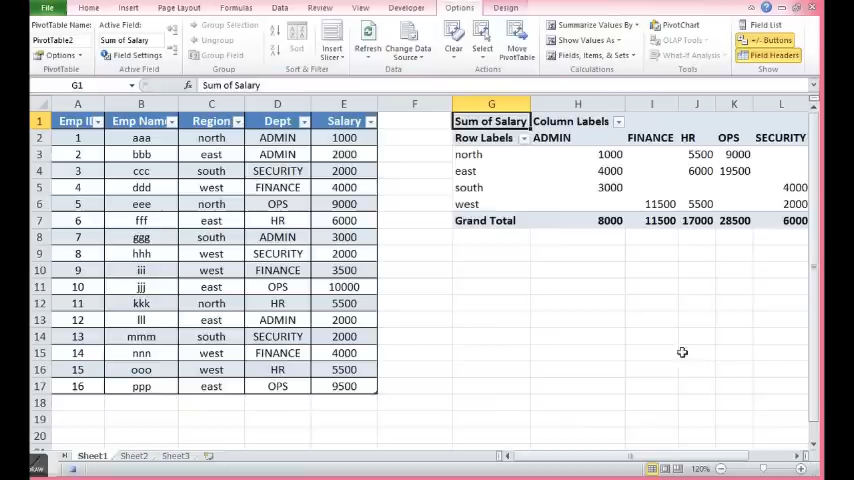 File Home Insert Page Layout Formulas Data Review View Developer Options Design
PivotTable Name: Active Field: Group Selection Summarize Values By PivotChart Field List
PivotTable2 Sum of Salary Ungroup Sort Insert Slicer Refresh Change Data Source Clear Select Move PivotTable Show Values As OLAP Tools +/- Buttons
Options Field Settings Group Field Fields, Items, & Sets What-If Analysis Field Headers
PivotTable Active Field Group Sort & Filter Data Actions Calculations Tools Show
G1 fx Sum of Salary
A B C D E F G H I J K L
1 Emp ID Emp Name Region Dept Salary Sum of Salary Column Labels
2 1 aaa north ADMIN 1000 Row Labels ADMIN FINANCE HR OPS SECURITY
3 2 bbb east ADMIN 2000 north 1000 5500 9000
4 3 ccc south SECURITY 2000 east 4000 6000 19500
5 4 ddd west FINANCE 4000 south 3000 4000
6 5 eee north OPS 9000 west 11500 5500 2000
7 6 fff east HR 6000 Grand Total 8000 11500 17000 28500 6000
8 7 ggg south ADMIN 3000
9 8 hhh west SECURITY 2000
10 9 iii west FINANCE 3500
11 10 jjj east OPS 10000
12 11 kkk north HR 5500
13 12 lll east ADMIN 2000
14 13 mmm south SECURITY 2000
15 14 nnn west FINANCE 4000
16 15 ooo west HR 5500
17 16 ppp east OPS 9500
18
19
20
Sheet1 Sheet2 Sheet3
120%